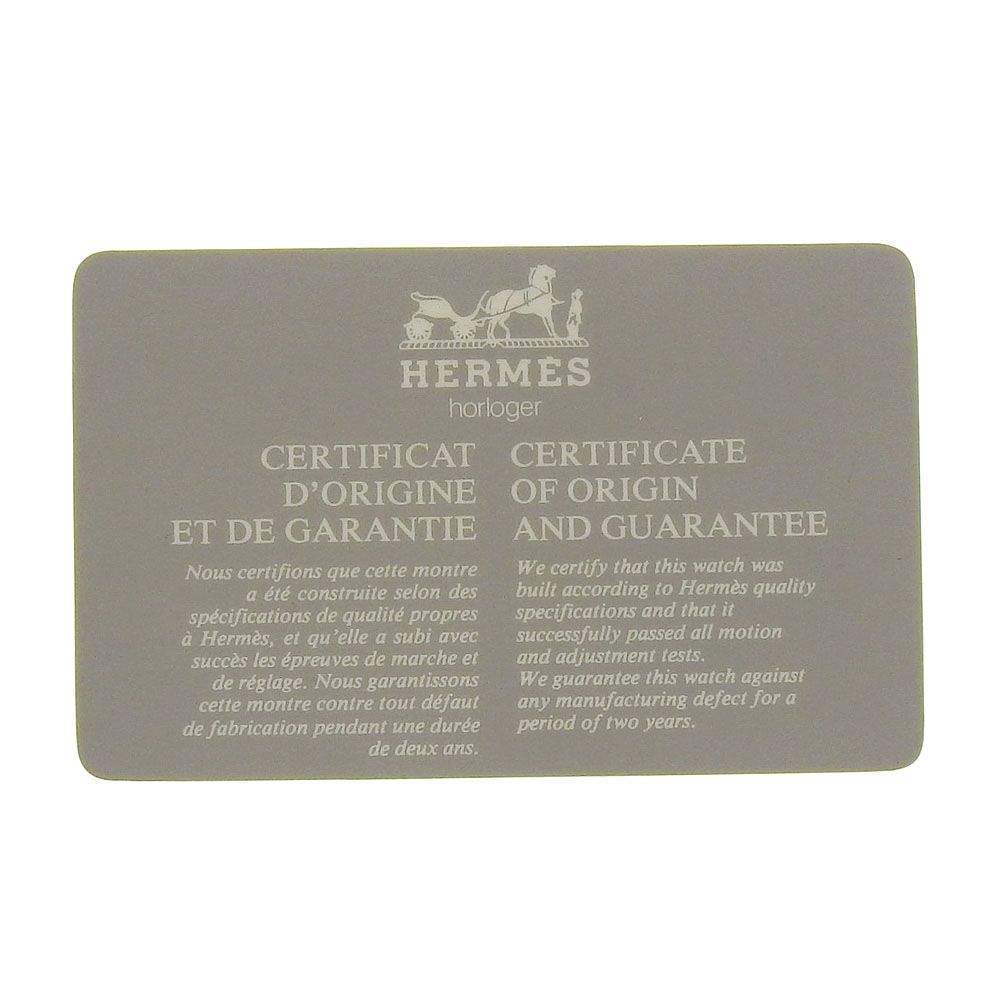 HERMÈS
horloger
CERTIFICAT
D'ORIGINE
ET DE GARANTIE
Nous certifions que cette montre
a été construite selon des
spécifications de qualité propres
à Hermès, et qu'elle a subi avec
succès les épreuves de marche et
de réglage. Nous garantissons
cette montre contre tout défaut
de fabrication pendant une durée
de deux ans.
CERTIFICATE
OF ORIGIN
AND GUARANTEE
We certify that this watch was
built according to Hermès quality
specifications and that it
successfully passed all motion
and adjustment tests.
We guarantee this watch against
any manufacturing defect for a
period of two years.